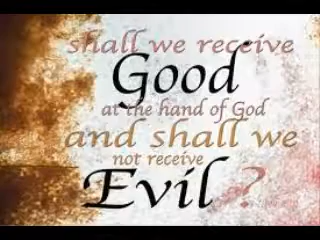 shall we receive
Good
at the hand of God
and shall we
not receive
Evil ?